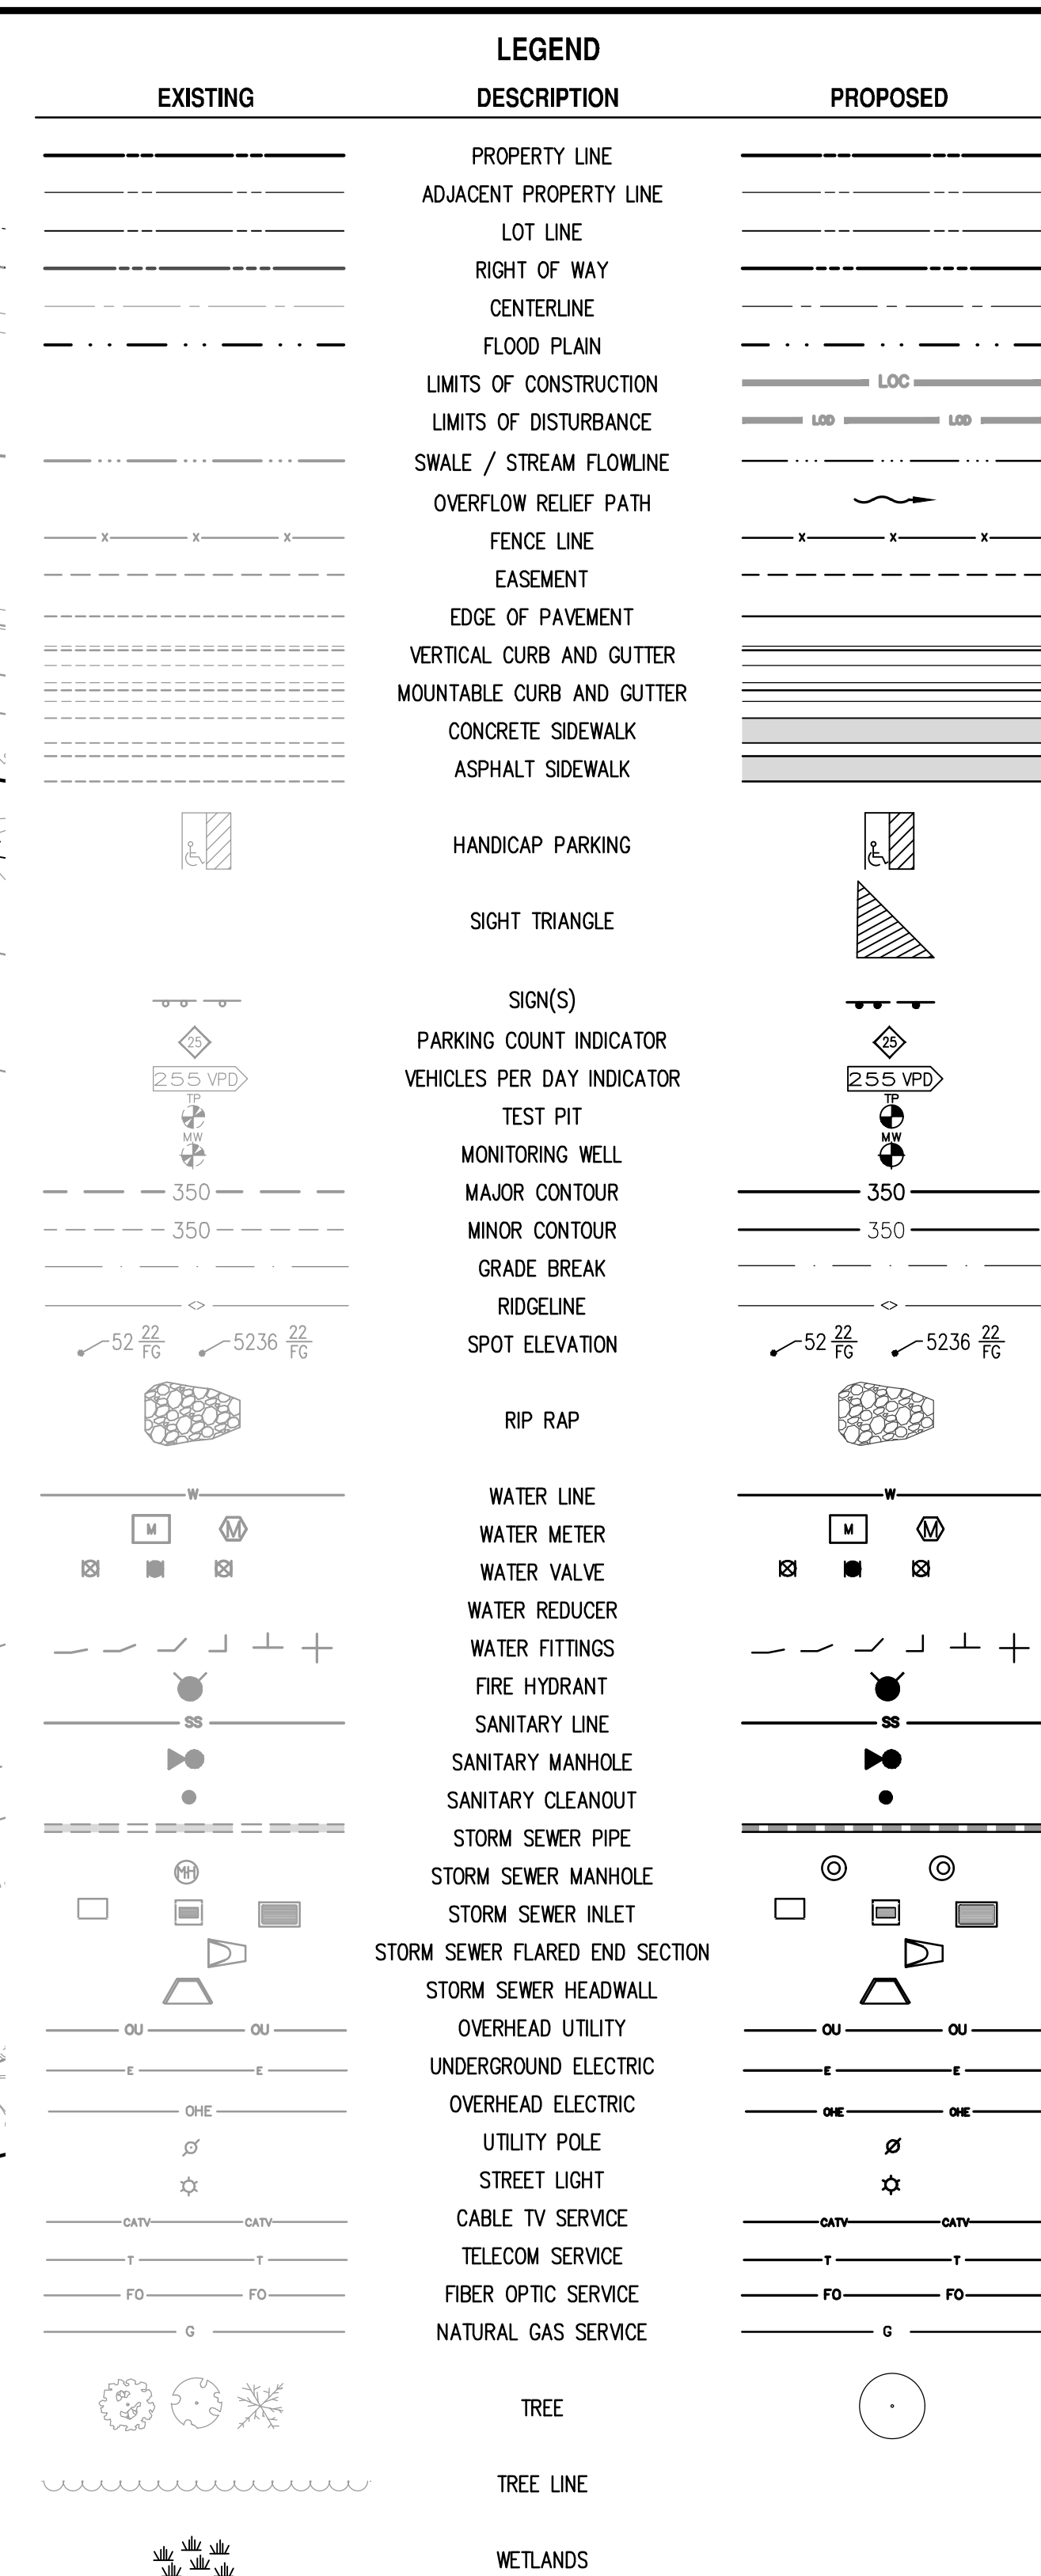 LEGEND
EXISTING DESCRIPTION PROPOSED
PROPERTY LINE
ADJACENT PROPERTY LINE
LOT LINE
RIGHT OF WAY
CENTERLINE
FLOOD PLAIN
LIMITS OF CONSTRUCTION LOC
LIMITS OF DISTURBANCE LOD LOD
SWALE / STREAM FLOWLINE
OVERFLOW RELIEF PATH
X X X FENCE LINE X X X
EASEMENT
EDGE OF PAVEMENT
VERTICAL CURB AND GUTTER
MOUNTABLE CURB AND GUTTER
CONCRETE SIDEWALK
ASPHALT SIDEWALK
HANDICAP PARKING
SIGHT TRIANGLE
SIGN(S)
25 PARKING COUNT INDICATOR 25
255 VPD VEHICLES PER DAY INDICATOR 255 VPD
TP TEST PIT TP
MW MONITORING WELL MW
350 MAJOR CONTOUR 350
350 MINOR CONTOUR 350
GRADE BREAK
<> RIDGELINE <>
52 22/FG 5236 22/FG SPOT ELEVATION 52 22/FG 5236 22/FG
RIP RAP
W WATER LINE W
M M WATER METER M M
WATER VALVE
WATER REDUCER
WATER FITTINGS
FIRE HYDRANT
SS SANITARY LINE SS
SANITARY MANHOLE
SANITARY CLEANOUT
STORM SEWER PIPE
MH STORM SEWER MANHOLE
STORM SEWER INLET
STORM SEWER FLARED END SECTION
STORM SEWER HEADWALL
OU OU OVERHEAD UTILITY OU OU
E E UNDERGROUND ELECTRIC E E
OHE OVERHEAD ELECTRIC OHE OHE
UTILITY POLE
STREET LIGHT
CATV CATV CABLE TV SERVICE CATV CATV
T T TELECOM SERVICE T T
FO FO FIBER OPTIC SERVICE FO FO
G NATURAL GAS SERVICE G
TREE
TREE LINE
WETLANDS